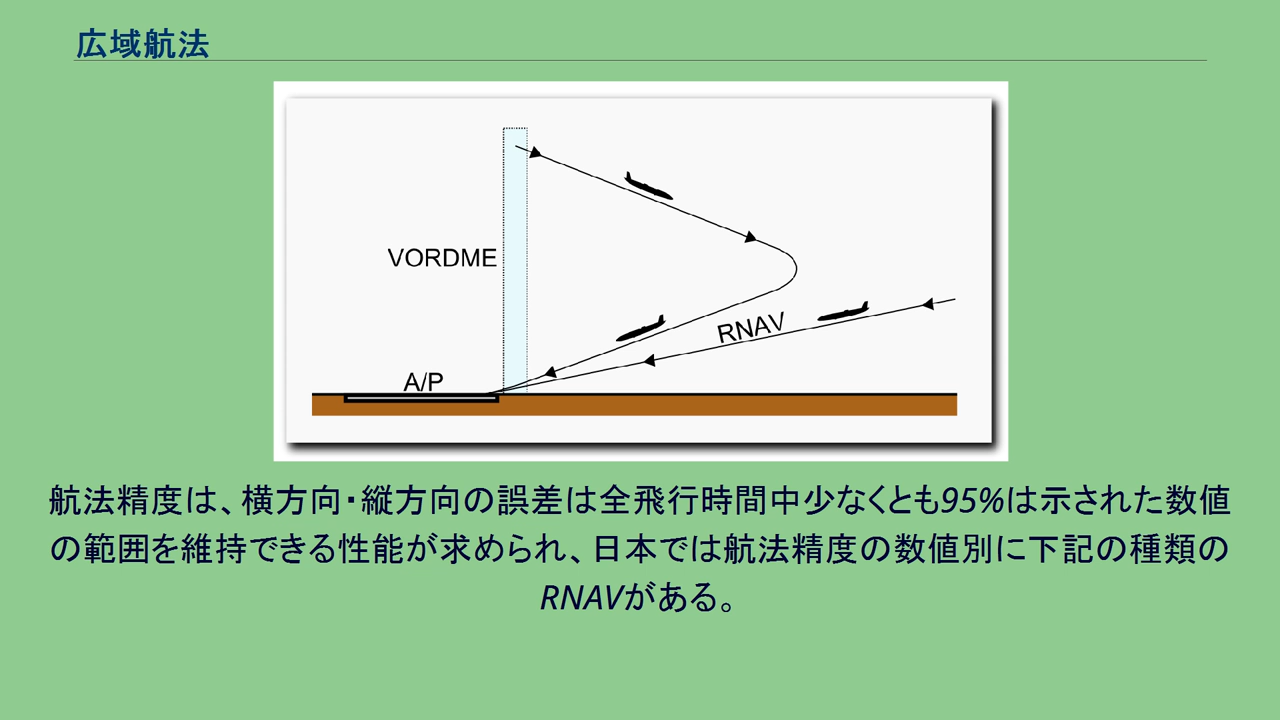 広域航法
VORDME
RNAV
A/P
航法精度は、横方向・縦方向の誤差は全飛行時間中少なくとも95%は示された数値
の範囲を維持できる性能が求められ、日本では航法精度の数値別に下記の種類の
RNAVがある。